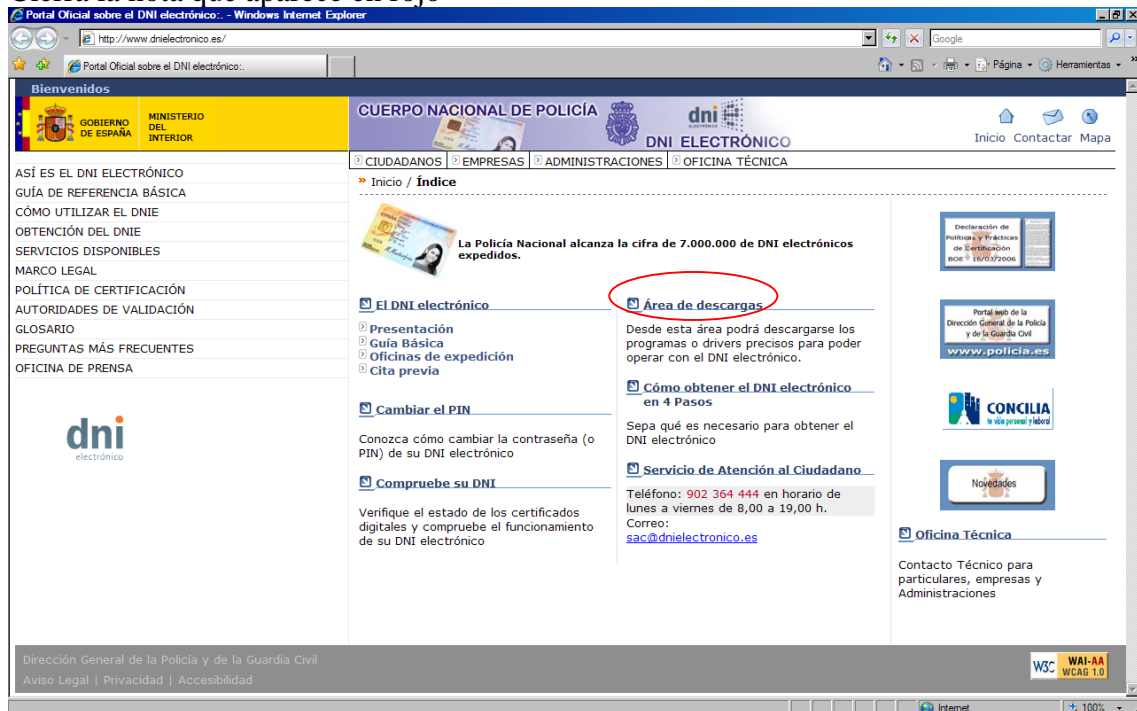 Cierra la nota que aparece en rojo
Portal Oficial sobre el DNI electrónico:. - Windows Internet Explorer
http://www.dnielectronico.es/
Google
Portal Oficial sobre el DNI electrónico:.
Página
Herramientas
Bienvenidos
GOBIERNO
DE ESPAÑA
MINISTERIO
DEL
INTERIOR
CUERPO NACIONAL DE POLICÍA
dni
DNI ELECTRÓNICO
Inicio Contactar Mapa
CIUDADANOS EMPRESAS ADMINISTRACIONES OFICINA TÉCNICA
Inicio / Índice
ASÍ ES EL DNI ELECTRÓNICO
GUÍA DE REFERENCIA BÁSICA
CÓMO UTILIZAR EL DNIE
OBTENCIÓN DEL DNIE
SERVICIOS DISPONIBLES
MARCO LEGAL
POLÍTICA DE CERTIFICACIÓN
AUTORIDADES DE VALIDACIÓN
GLOSARIO
PREGUNTAS MÁS FRECUENTES
OFICINA DE PRENSA
dni
electrónico
La Policía Nacional alcanza la cifra de 7.000.000 de DNI electrónicos
expedidos.
El DNI electrónico
Presentación
Guía Básica
Oficinas de expedición
Cita previa
Cambiar el PIN
Conozca cómo cambiar la contraseña (o
PIN) de su DNI electrónico
Compruebe su DNI
Verifique el estado de los certificados
digitales y compruebe el funcionamiento
de su DNI electrónico
Área de descargas
Desde esta área podrá descargarse los
programas o drivers precisos para poder
operar con el DNI electrónico.
Cómo obtener el DNI electrónico
en 4 Pasos
Sepa qué es necesario para obtener el
DNI electrónico
Servicio de Atención al Ciudadano
Teléfono: 902 364 444 en horario de
lunes a viernes de 8,00 a 19,00 h.
Correo:
sac@dnielectronico.es
Declaración de
Políticas y Prácticas
de Certificación
BOE 16/03/2006
Portal web de la
Dirección General de la Policía
y de la Guardia Civil
www.policia.es
CONCILIA
tu vida personal y laboral
Novedades
Oficina Técnica
Contacto Técnico para
particulares, empresas y
Administraciones
Dirección General de la Policía y de la Guardia Civil
Aviso Legal | Privacidad | Accesibilidad
W3C WAI-AA
WCAG 1.0
Internet
100%